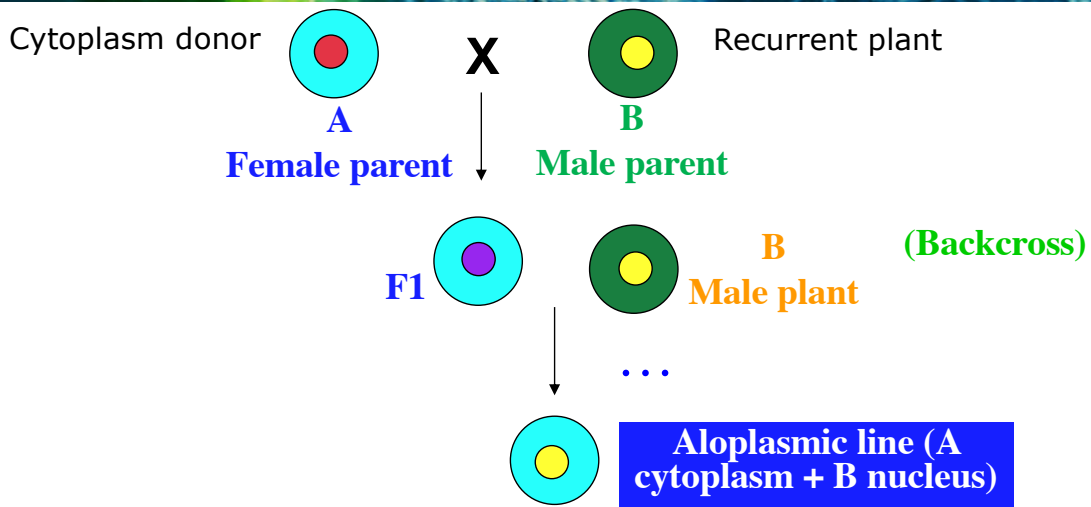 Cytoplasm donor
X
Recurrent plant
A
Female parent
B
Male parent
F1
B
Male plant
(Backcross)
...
Aloplasmic line (A
cytoplasm + B nucleus)